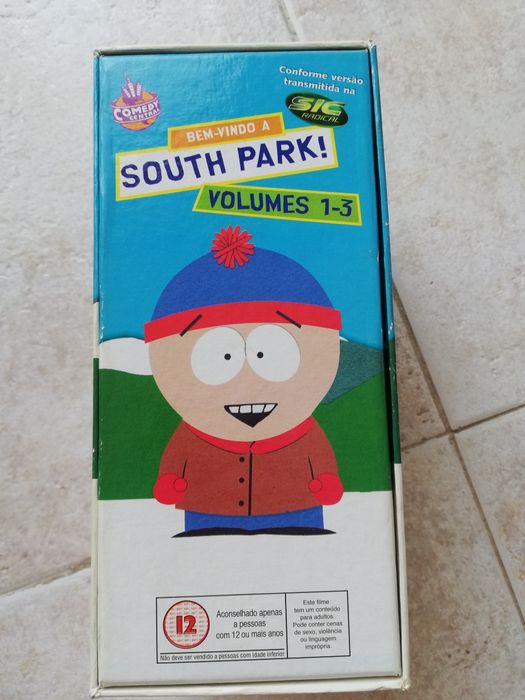 COMEDY
CENTRAL
Conforme versão
transmitida na
SIC
RADICAL
BEM-VINDO A
SOUTH PARK!
VOLUMES 1-3
12
Aconselhado apenas
a pessoas
com 12 ou mais anos
Não deve ser vendido a pessoas com idade inferior
Este filme
tem um conteúdo
para adultos.
Pode conter cenas
de sexo, violência
ou linguagem
imprópria.